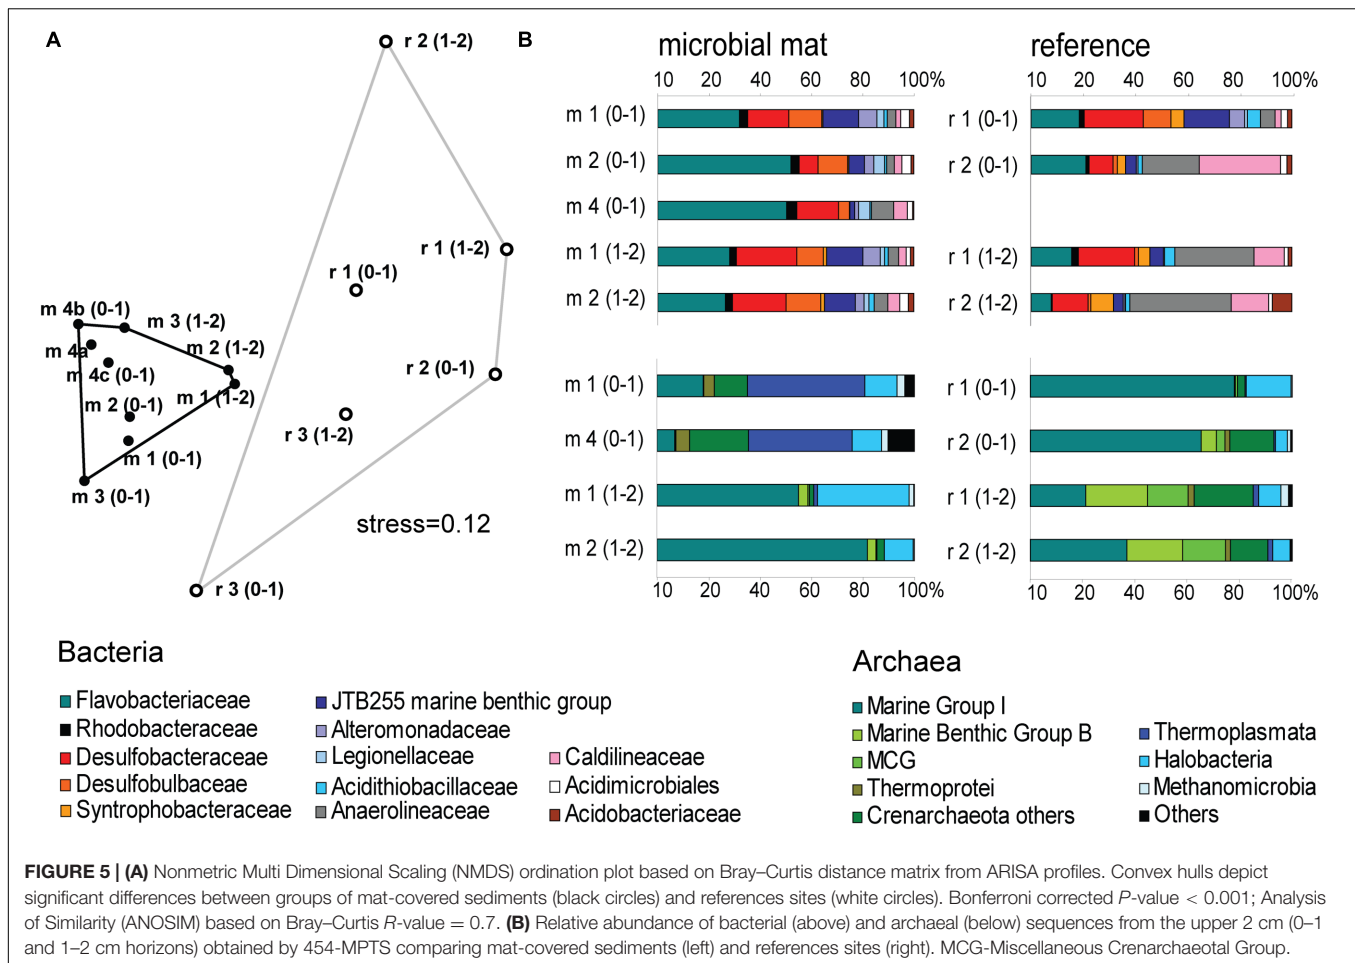 A
r 2 (1-2)
r 1 (1-2)
r 1 (0-1)
m 4b (0-1)
m 3 (1-2)
m 4a
m 2 (1-2)
m 4c (0-1)
r 2 (0-1)
m 1 (1-2)
m 2 (0-1)
r 3 (1-2)
m 1 (0-1)
m 3 (0-1)
stress=0.12
r 3 (0-1)
B
microbial mat
10 20 40 60 80 100%
m 1 (0-1)
m 2 (0-1)
m 4 (0-1)
m 1 (1-2)
m 2 (1-2)
m 1 (0-1)
m 4 (0-1)
m 1 (1-2)
m 2 (1-2)
10 20 40 60 80 100%
reference
10 20 40 60 80 100%
r 1 (0-1)
r 2 (0-1)
r 1 (1-2)
r 2 (1-2)
r 1 (0-1)
r 2 (0-1)
r 1 (1-2)
r 2 (1-2)
10 20 40 60 80 100%
Bacteria
Flavobacteriaceae
Rhodobacteraceae
Desulfobacteraceae
Desulfobulbaceae
Syntrophobacteraceae
JTB255 marine benthic group
Alteromonadaceae
Legionellaceae
Acidithiobacillaceae
Anaerolineaceae
Caldilineaceae
Acidimicrobiales
Acidobacteriaceae
Archaea
Marine Group I
Marine Benthic Group B
MCG
Thermoprotei
Crenarchaeota others
Thermoplasmata
Halobacteria
Methanomicrobia
Others
FIGURE 5 | (A) Nonmetric Multi Dimensional Scaling (NMDS) ordination plot based on Bray–Curtis distance matrix from ARISA profiles. Convex hulls depict
significant differences between groups of mat-covered sediments (black circles) and references sites (white circles). Bonferroni corrected P-value < 0.001; Analysis
of Similarity (ANOSIM) based on Bray–Curtis R-value = 0.7. (B) Relative abundance of bacterial (above) and archaeal (below) sequences from the upper 2 cm (0–1
and 1–2 cm horizons) obtained by 454-MPTS comparing mat-covered sediments (left) and references sites (right). MCG-Miscellaneous Crenarchaeotal Group.